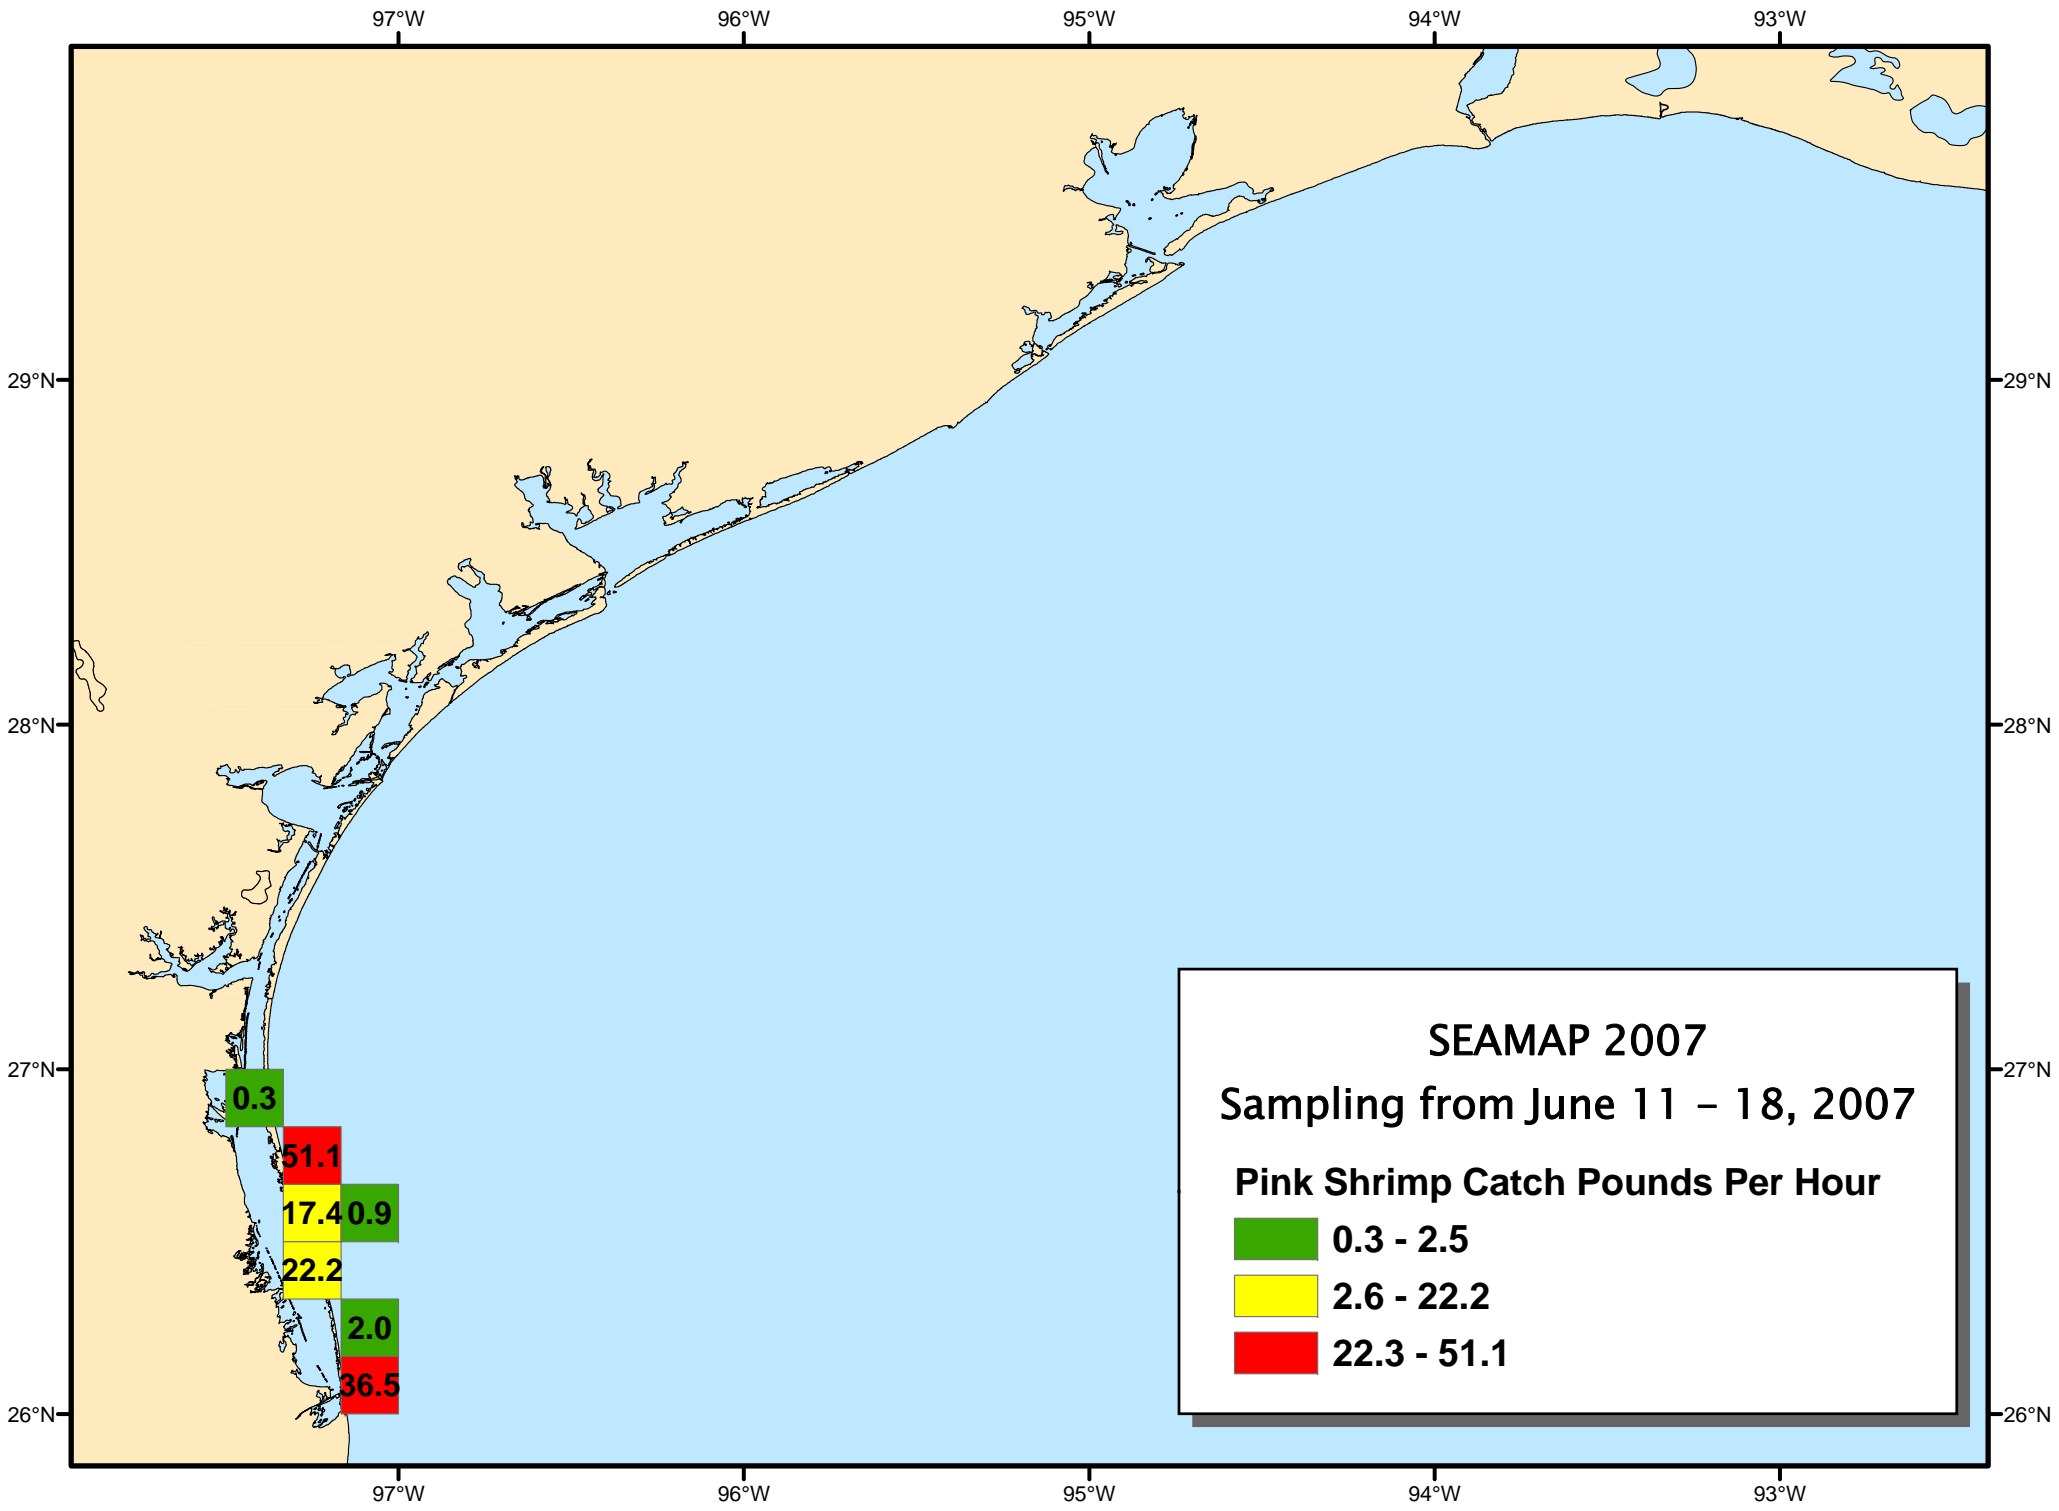 97°W 96°W 95°W 94°W 93°W
29°N 29°N
28°N 28°N
27°N 27°N
0.3
51.1
17.4 0.9
22.2
2.0
36.5
26°N 26°N
SEAMAP 2007
Sampling from June 11 – 18, 2007
Pink Shrimp Catch Pounds Per Hour
0.3 - 2.5
2.6 - 22.2
22.3 - 51.1
97°W 96°W 95°W 94°W 93°W